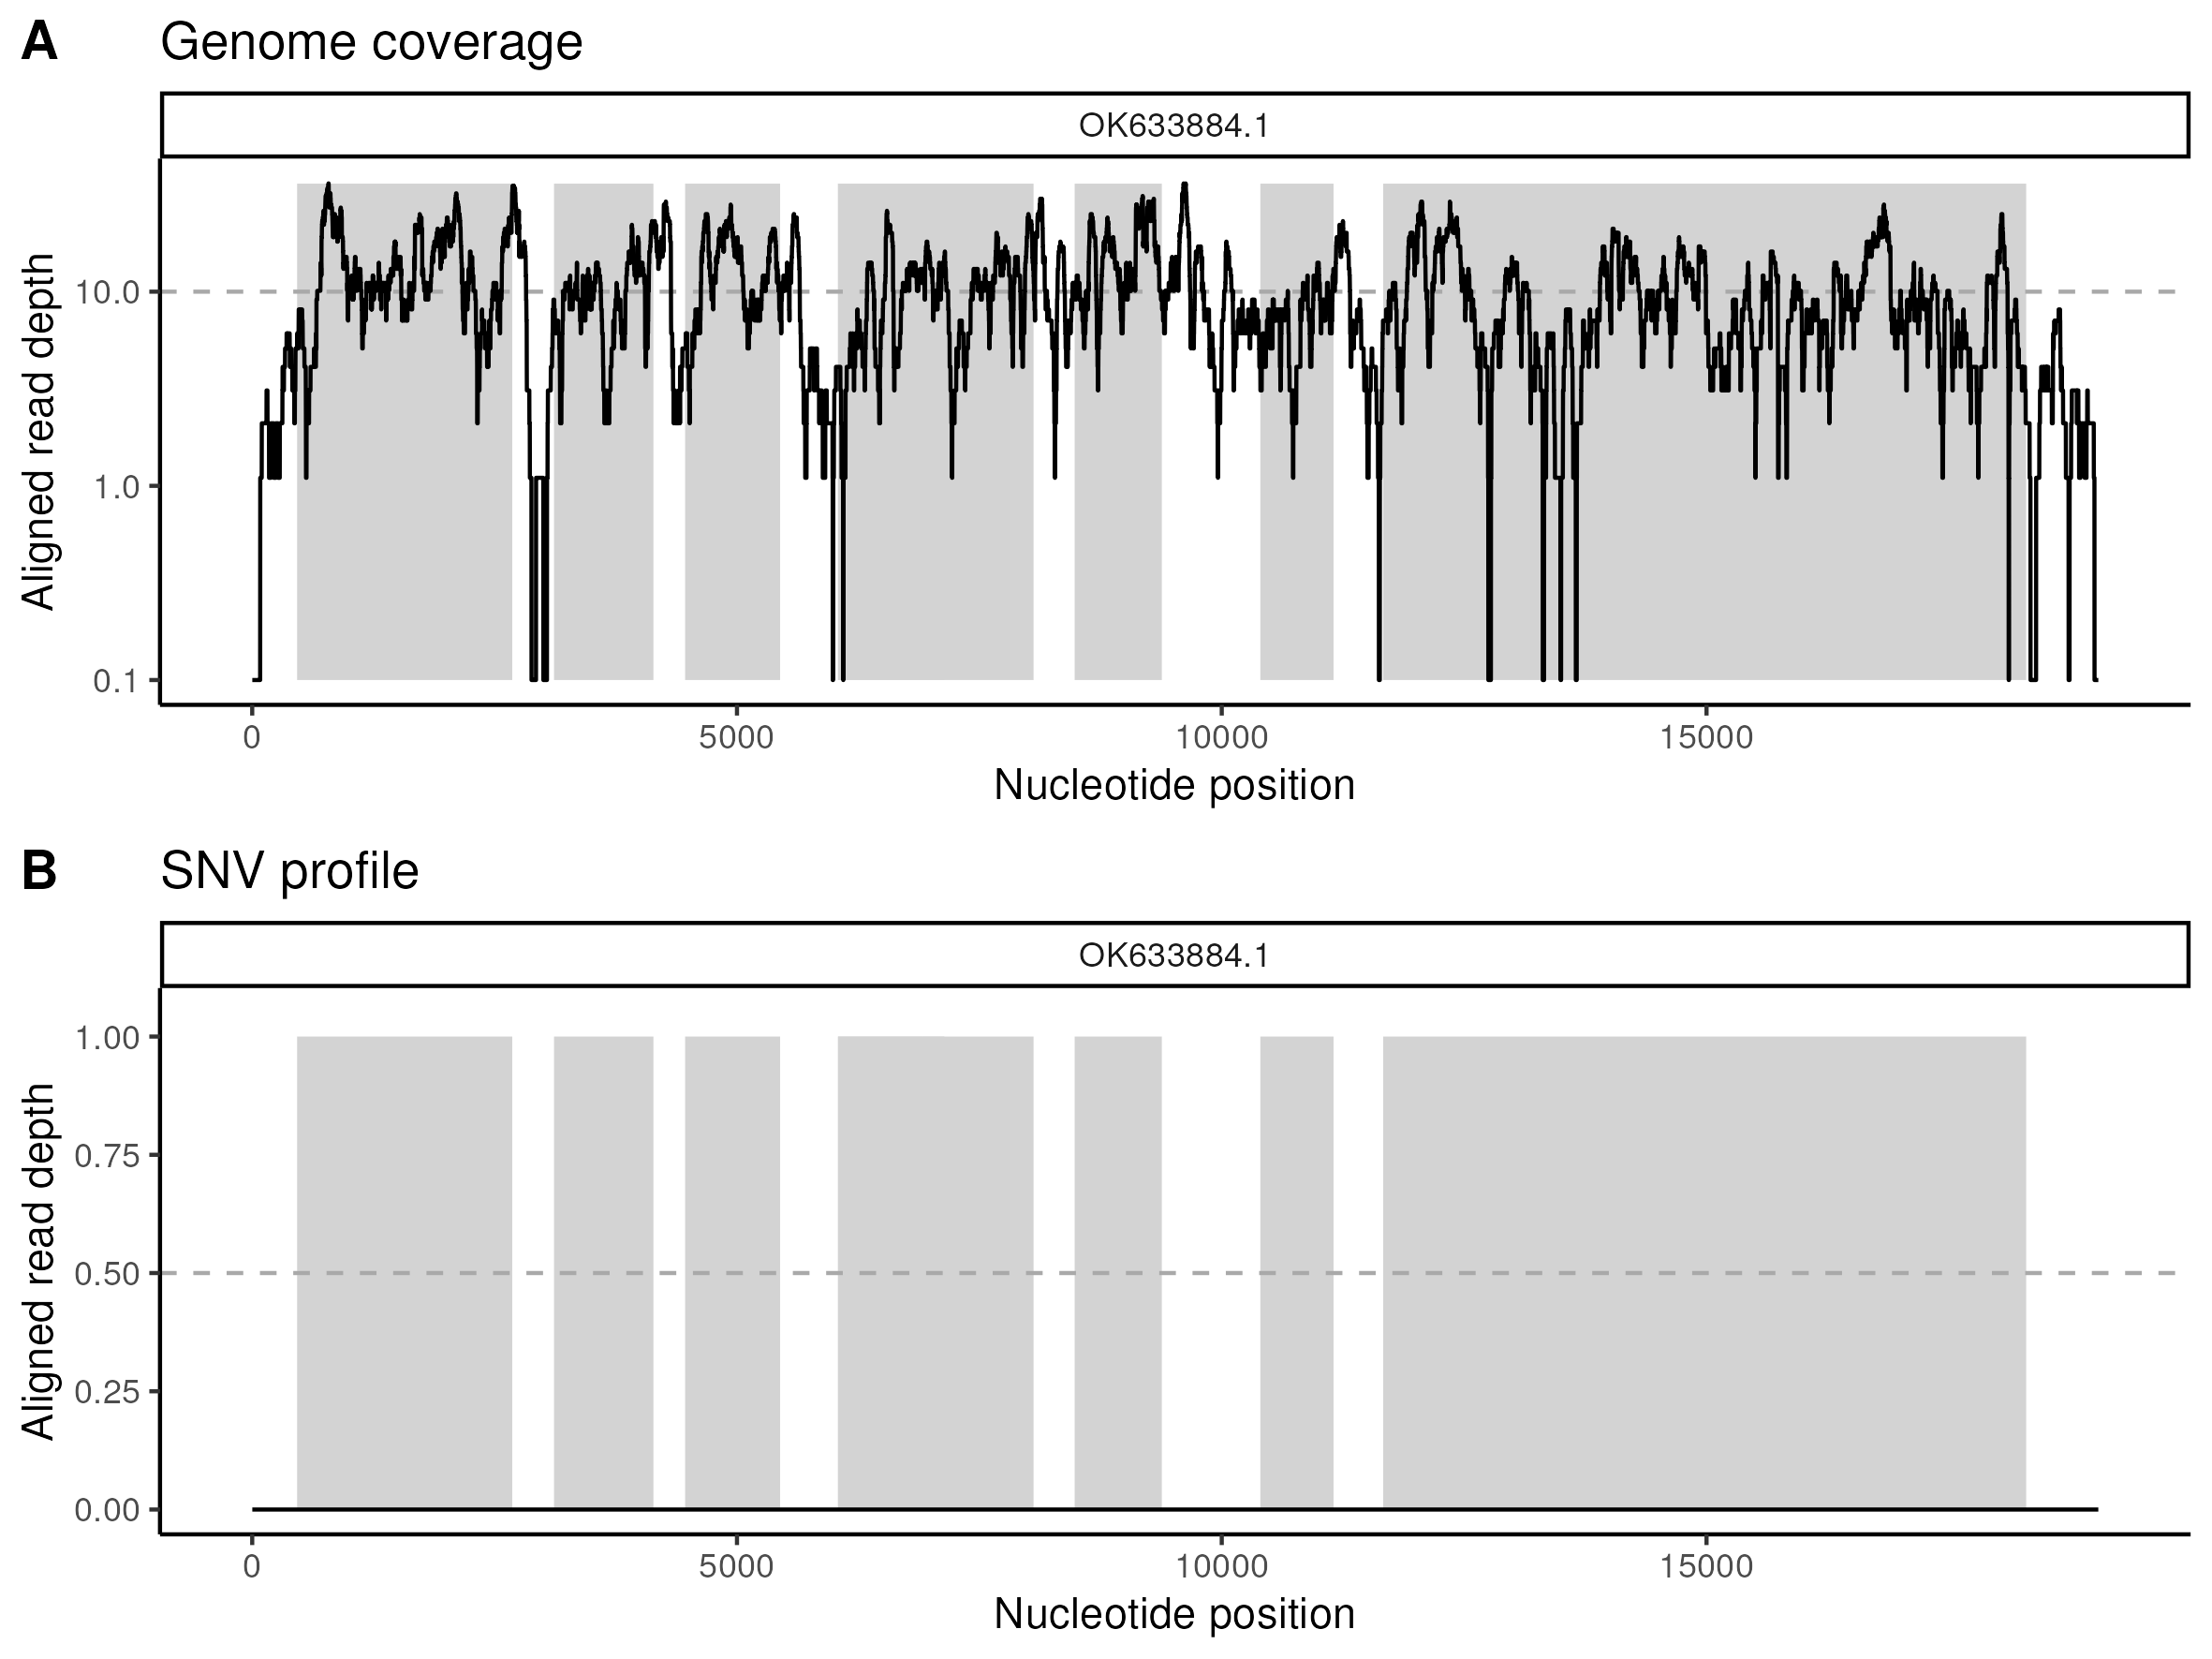 A Genome coverage
OK633884.1
Aligned read depth
10.0
1.0
0.1
0 5000 10000 15000
Nucleotide position
B SNV profile
OK633884.1
Aligned read depth
1.00
0.75
0.50
0.25
0.00
0 5000 10000 15000
Nucleotide position